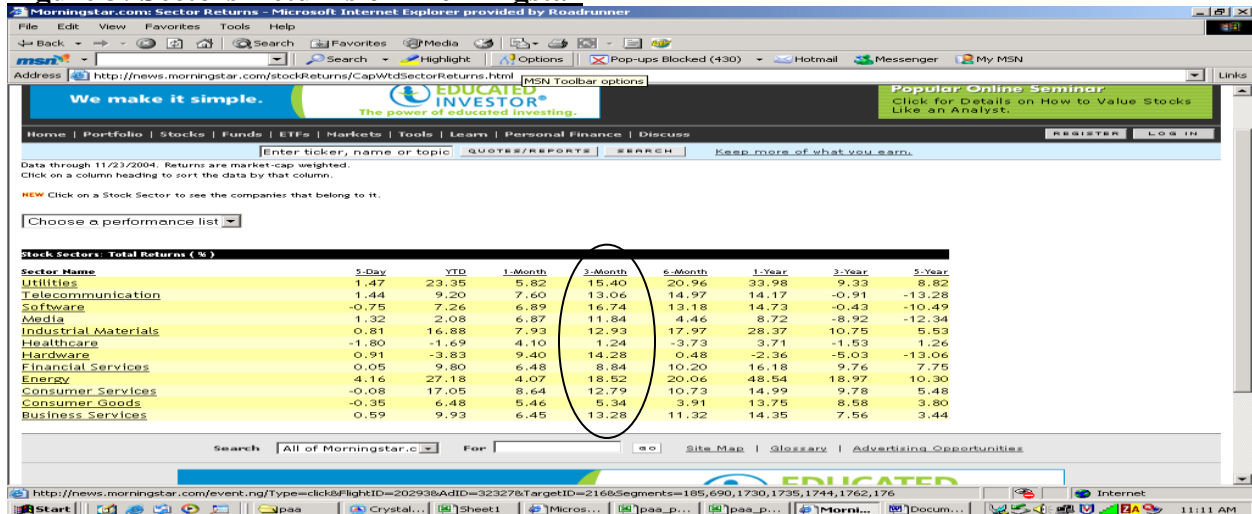 Morningstar.com: Sector Returns - Microsoft Internet Explorer provided by Roadrunner
File Edit View Favorites Tools Help
Back Search Favorites Media
msn Search Highlight Options Pop-ups Blocked (430) Hotmail Messenger My MSN
Address http://news.morningstar.com/stockReturns/CapWtdSectorReturns.html Links
MSN Toolbar options
We make it simple.
EDUCATED
INVESTOR®
The power of educated investing.
Popular Online Seminar
Click for Details on How to Value Stocks
Like an Analyst.
Home | Portfolio | Stocks | Funds | ETFs | Markets | Tools | Learn | Personal Finance | Discuss REGISTER LOG IN
Enter ticker, name or topic QUOTES/REPORTS SEARCH Keep more of what you earn.
Data through 11/23/2004. Returns are market-cap weighted.
Click on a column heading to sort the data by that column.
NEW Click on a Stock Sector to see the companies that belong to it.
Choose a performance list
Stock Sectors: Total Returns ( % )
Sector Name 5-Day YTD 1-Month 3-Month 6-Month 1-Year 3-Year 5-Year
Utilities 1.47 23.35 5.82 15.40 20.96 33.98 9.33 8.82
Telecommunication 1.44 9.20 7.60 13.06 14.97 14.17 -0.91 -13.28
Software -0.75 7.26 6.89 16.74 13.18 14.73 -0.43 -10.49
Media 1.32 2.08 6.87 11.84 4.46 8.72 -8.92 -12.34
Industrial Materials 0.81 16.88 7.93 12.93 17.97 28.37 10.75 5.53
Healthcare -1.80 -1.69 4.10 1.24 -3.73 3.71 -1.53 1.26
Hardware 0.91 -3.83 9.40 14.28 0.48 -2.36 -5.03 -13.06
Financial Services 0.05 9.80 6.48 8.84 10.20 16.18 9.76 7.75
Energy 4.16 27.18 4.07 18.52 20.06 48.54 18.97 10.30
Consumer Services -0.08 17.05 8.64 12.79 10.73 14.99 9.78 5.48
Consumer Goods -0.35 6.48 5.46 5.34 3.91 13.75 8.58 3.80
Business Services 0.59 9.93 6.45 13.28 11.32 14.35 7.56 3.44
Search All of Morningstar.c For GO Site Map | Glossary | Advertising Opportunities
EDUCATED
http://news.morningstar.com/event.ng/Type=click&FlightID=202938&AdID=32327&TargetID=216&Segments=185,690,1730,1735,1744,1762,176 Internet
Start paa Cryst... Sheet1 Micros... paa_p... paa_p... Morni... Docum... 11:11 AM